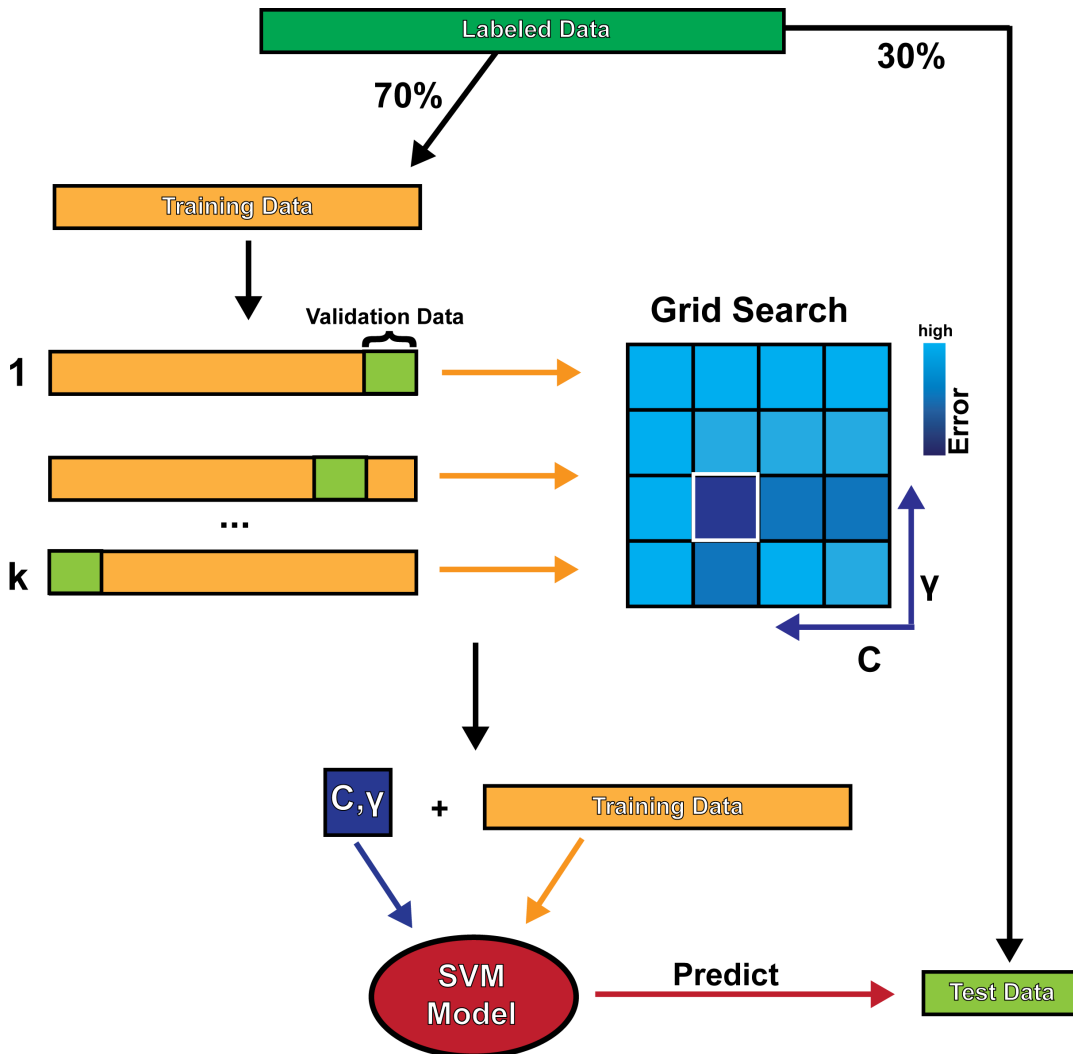 Labeled Data
30%
70%
Training Data
Validation Data
Grid Search
high
Error
1
...
k
γ
C
C,γ
+
Training Data
SVM
Model
Predict
Test Data